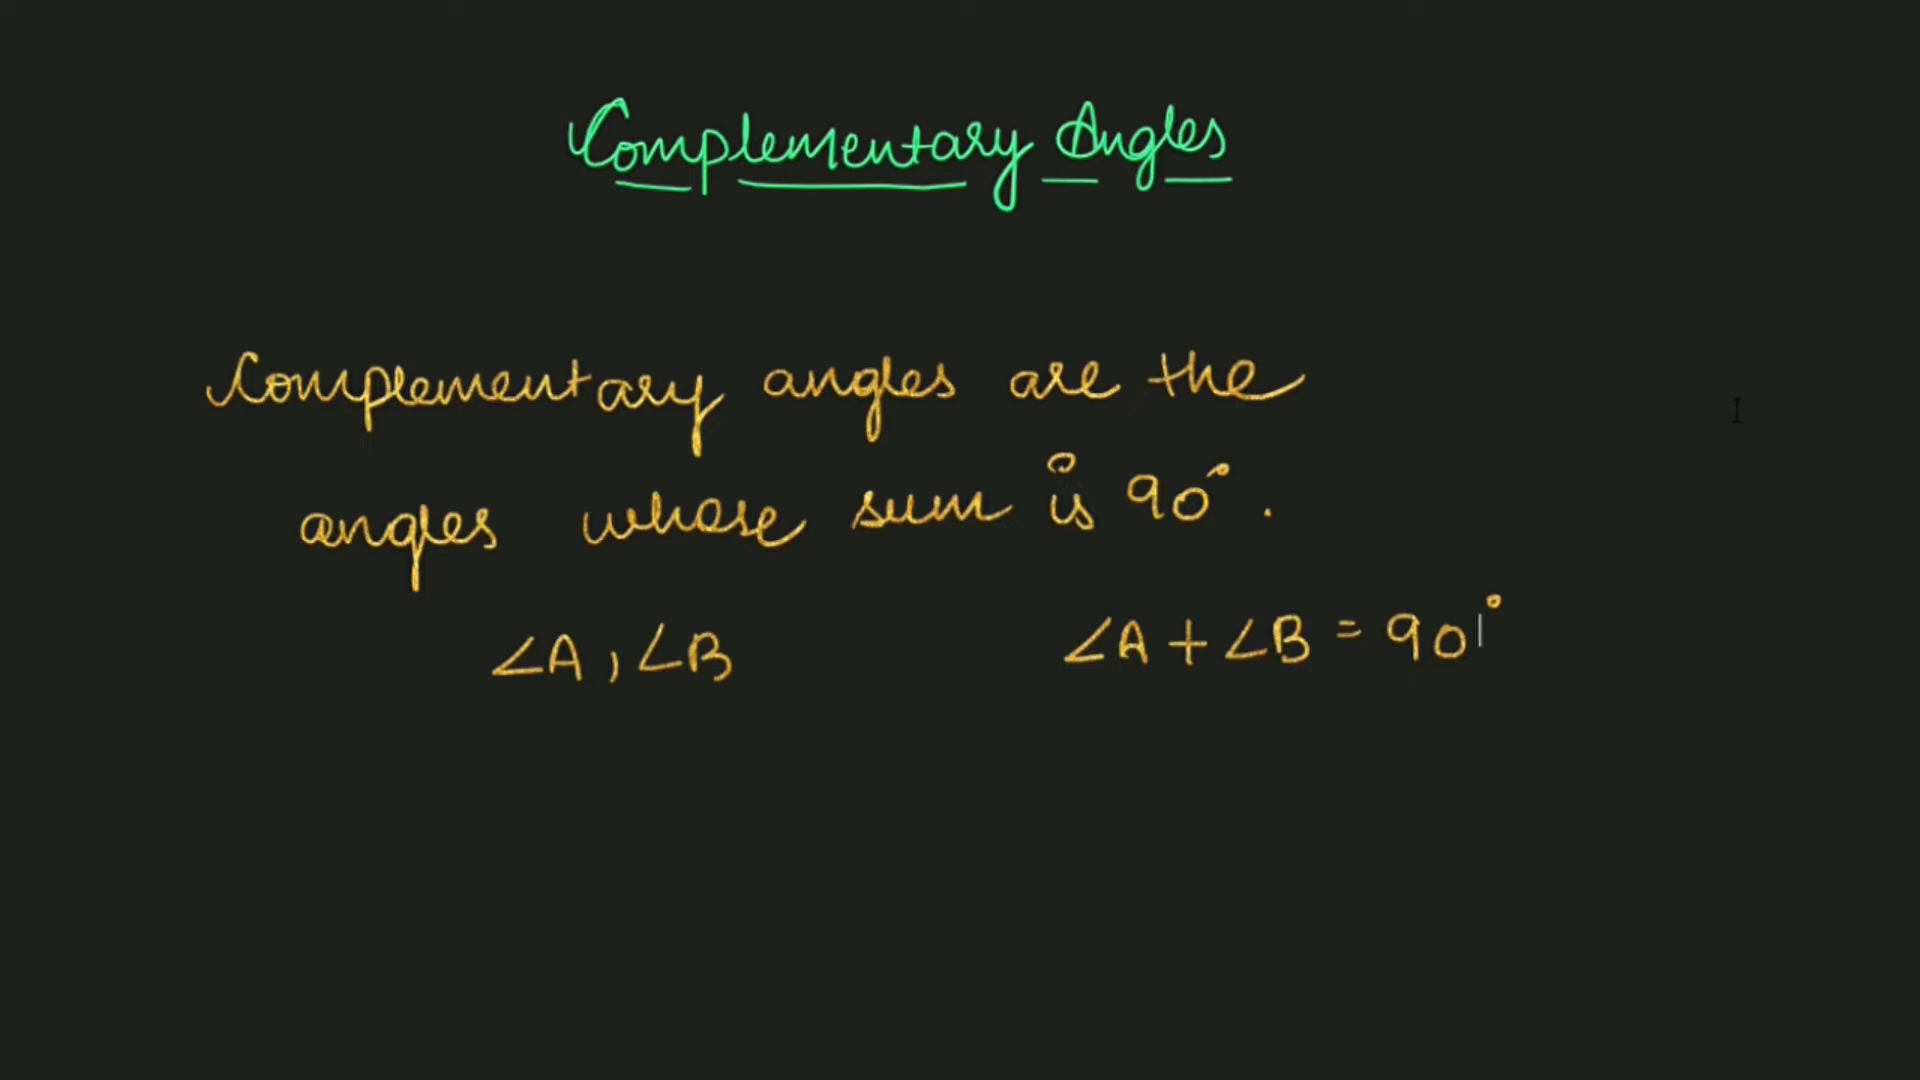 Complementary Angles
Complementary angles are the
angles whose sum is 90°.
∠A, ∠B ∠A + ∠B = 90°